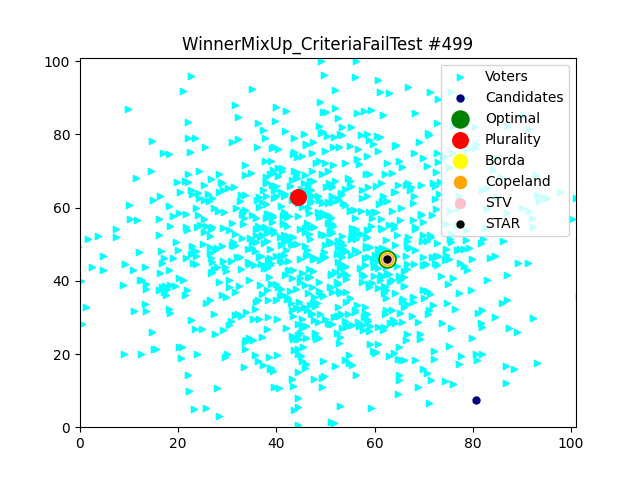 WinnerMixUp_CriteriaFailTest #499
100
80
60
40
20
0
0
20
40
60
80
100
Voters
Candidates
Optimal
Plurality
Borda
Copeland
STV
STAR